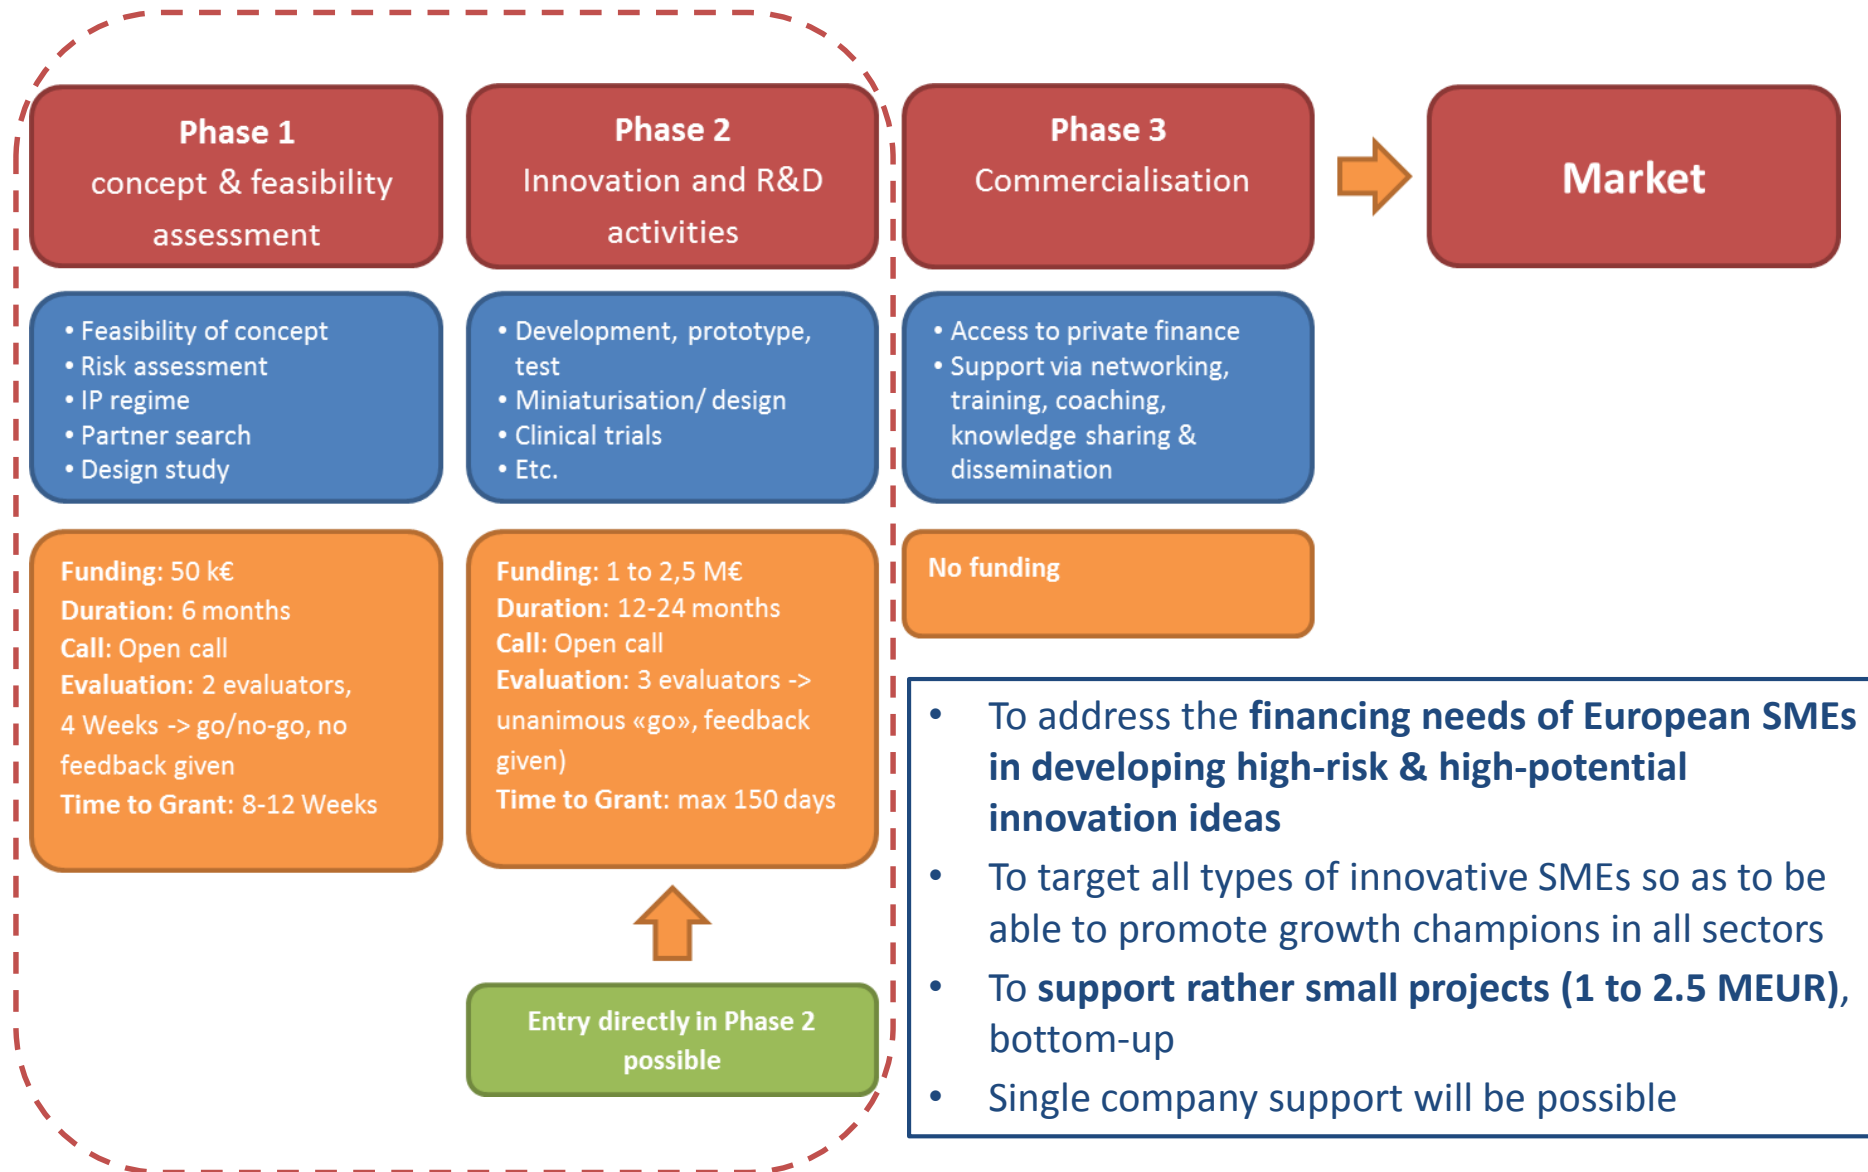 Phase 1
concept & feasibility
assessment
Phase 2
Innovation and R&D
activities
Phase 3
Commercialisation
Market
• Feasibility of concept
• Risk assessment
• IP regime
• Partner search
• Design study
• Development, prototype,
test
• Miniaturisation/ design
• Clinical trials
• Etc.
• Access to private finance
• Support via networking,
training, coaching,
knowledge sharing &
dissemination
Funding: 50 k€
Duration: 6 months
Call: Open call
Evaluation: 2 evaluators,
4 Weeks -> go/no-go, no
feedback given
Time to Grant: 8-12 Weeks
Funding: 1 to 2,5 M€
Duration: 12-24 months
Call: Open call
Evaluation: 3 evaluators ->
unanimous «go», feedback
given)
Time to Grant: max 150 days
No funding
Entry directly in Phase 2
possible
• To address the financing needs of European SMEs
in developing high-risk & high-potential
innovation ideas
• To target all types of innovative SMEs so as to be
able to promote growth champions in all sectors
• To support rather small projects (1 to 2.5 MEUR),
bottom-up
• Single company support will be possible